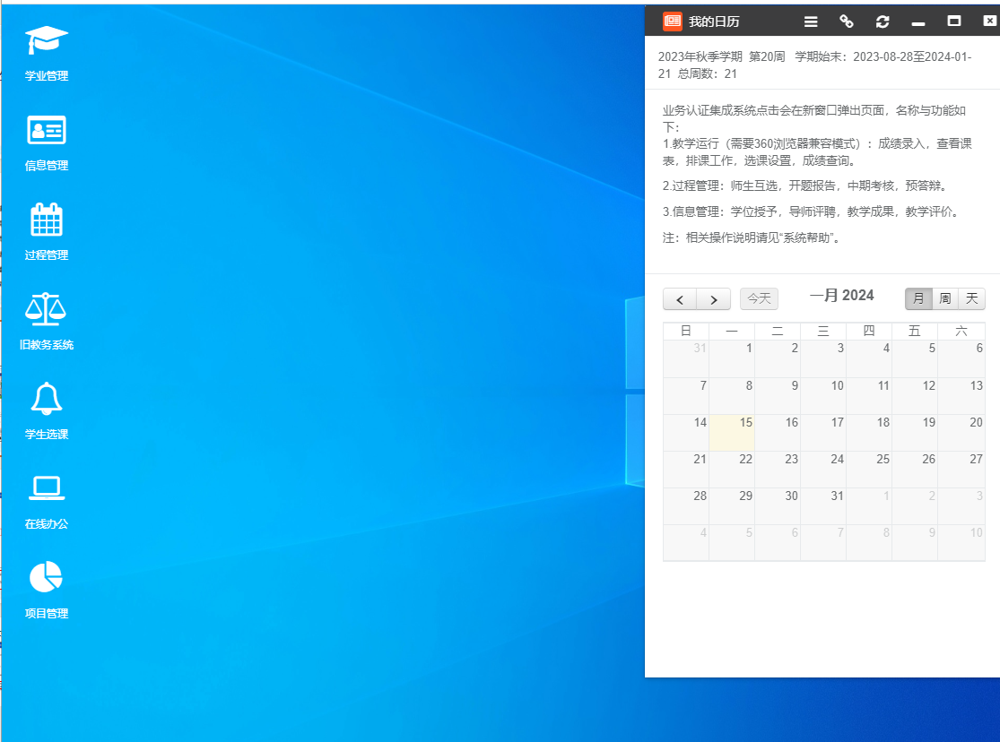 学业管理
信息管理
过程管理
旧教务系统
学生选课
在线办公
项目管理
我的日历
2023年秋季学期 第20周 学期始末：2023-08-28至2024-01-
21 总周数：21
业务认证集成系统点击会在新窗口弹出页面，名称与功能如
下：
1.教学运行（需要360浏览器兼容模式）：成绩录入，查看课
表，排课工作，选课设置，成绩查询。
2.过程管理：师生互选，开题报告，中期考核，预答辩。
3.信息管理：学位授予，导师评聘，教学成果，教学评价。
注：相关操作说明请见“系统帮助”。
今天 一月 2024 月 周 天
日 一 二 三 四 五 六
31 1 2 3 4 5 6
7 8 9 10 11 12 13
14 15 16 17 18 19 20
21 22 23 24 25 26 27
28 29 30 31 1 2 3
4 5 6 7 8 9 10